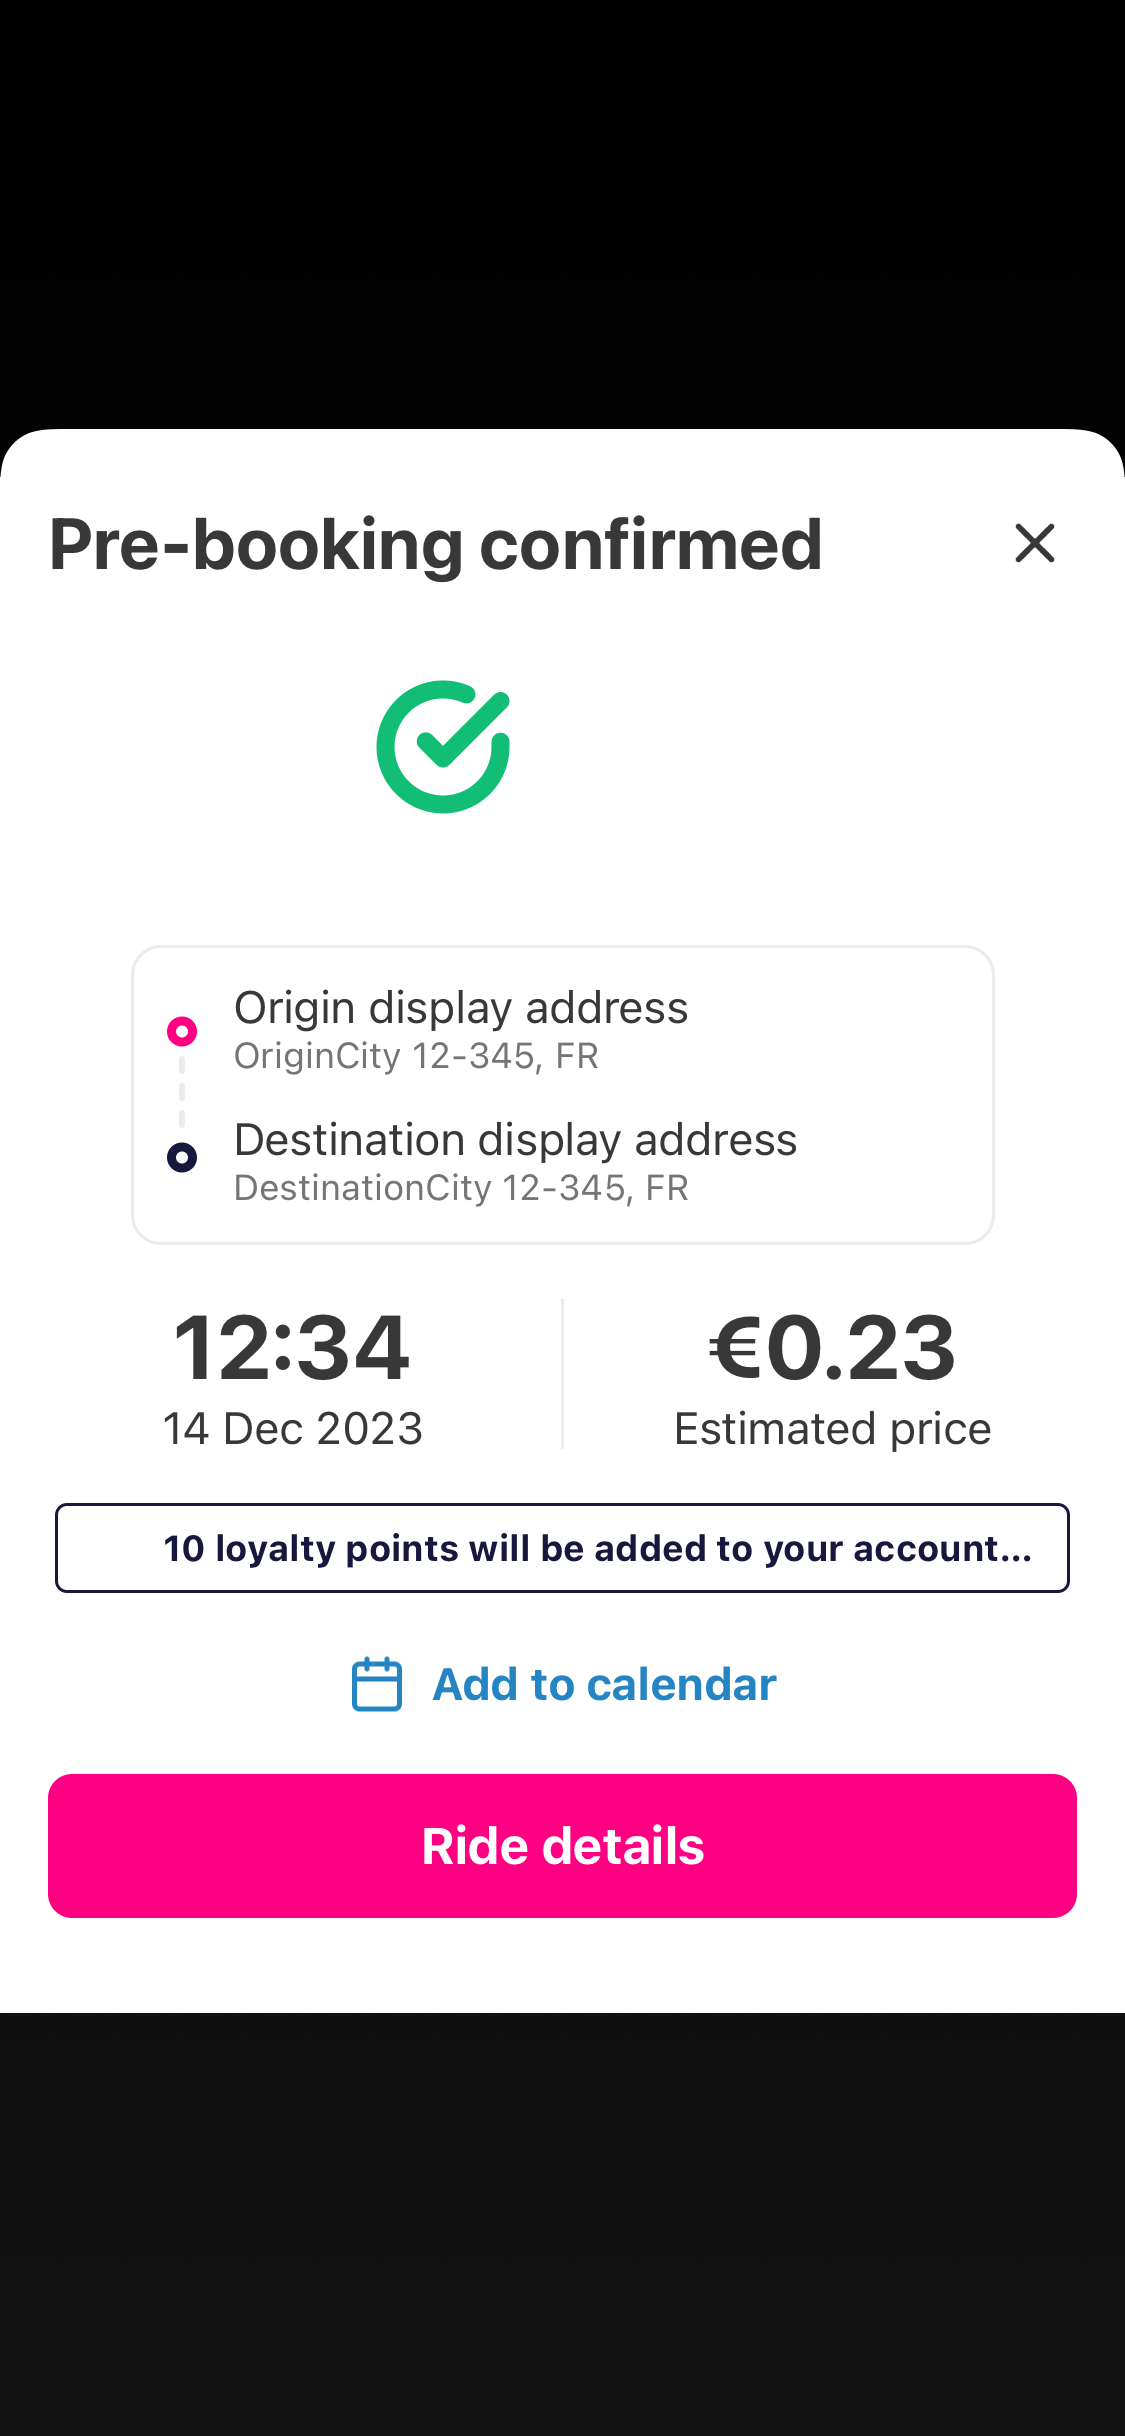 Pre-booking confirmed
Origin display address
OriginCity 12-345, FR
Destination display address
DestinationCity 12-345, FR
12:34
14 Dec 2023
€0.23
Estimated price
10 loyalty points will be added to your account...
Add to calendar
Ride details